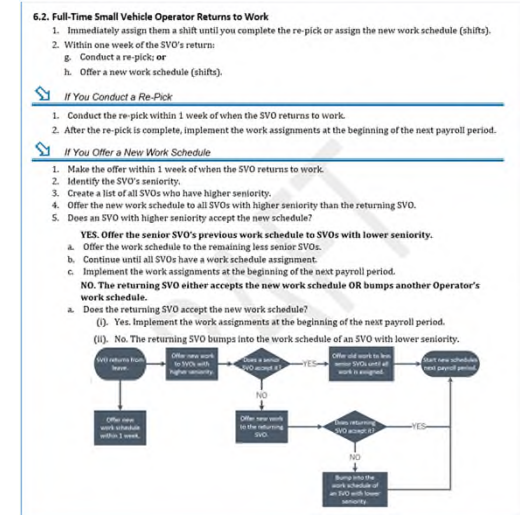 6.2. Full-Time Small Vehicle Operator Returns to Work
1. Immediately assign them a shift until you complete the re-pick or assign the new work schedule (shifts).
2. Within one week of the SVO's return:
g. Conduct a re-pick; or
h. Offer a new work schedule (shifts).
If You Conduct a Re-Pick
1. Conduct the re-pick within 1 week of when the SVO returns to work.
2. After the re-pick is complete, implement the work assignments at the beginning of the next payroll period.
If You Offer a New Work Schedule
1. Make the offer within 1 week of when the SVO returns to work.
2. Identify the SVO's seniority.
3. Create a list of all SVOs who have higher seniority.
4. Offer the new work schedule to all SVOs with higher seniority than the returning SVO.
5. Does an SVO with higher seniority accept the new schedule?
YES. Offer the senior SVO's previous work schedule to SVOs with lower seniority.
a. Offer the work schedule to the remaining less senior SVOs.
b. Continue until all SVOs have a work schedule assignment.
c. Implement the work assignments at the beginning of the next payroll period.
NO. The returning SVO either accepts the new work schedule OR bumps another Operator's
work schedule.
a. Does the returning SVO accept the new work schedule?
(i). Yes. Implement the work assignments at the beginning of the next payroll period.
(ii). No. The returning SVO bumps into the work schedule of an SVO with lower seniority.
SVO returns from
leave.
Offer new work
to SVOs with
higher seniority.
Does a senior
SVO accept it?
YES
Offer old work to less
senior SVOs until all
work is assigned.
Start new schedules
next payroll period.
NO
Offer new
work schedule
within 1 week.
Offer new work
to the returning
SVO.
Does returning
SVO accept it?
YES
NO
Bump into the
work schedule of
an SVO with lower
seniority.
DRAFT